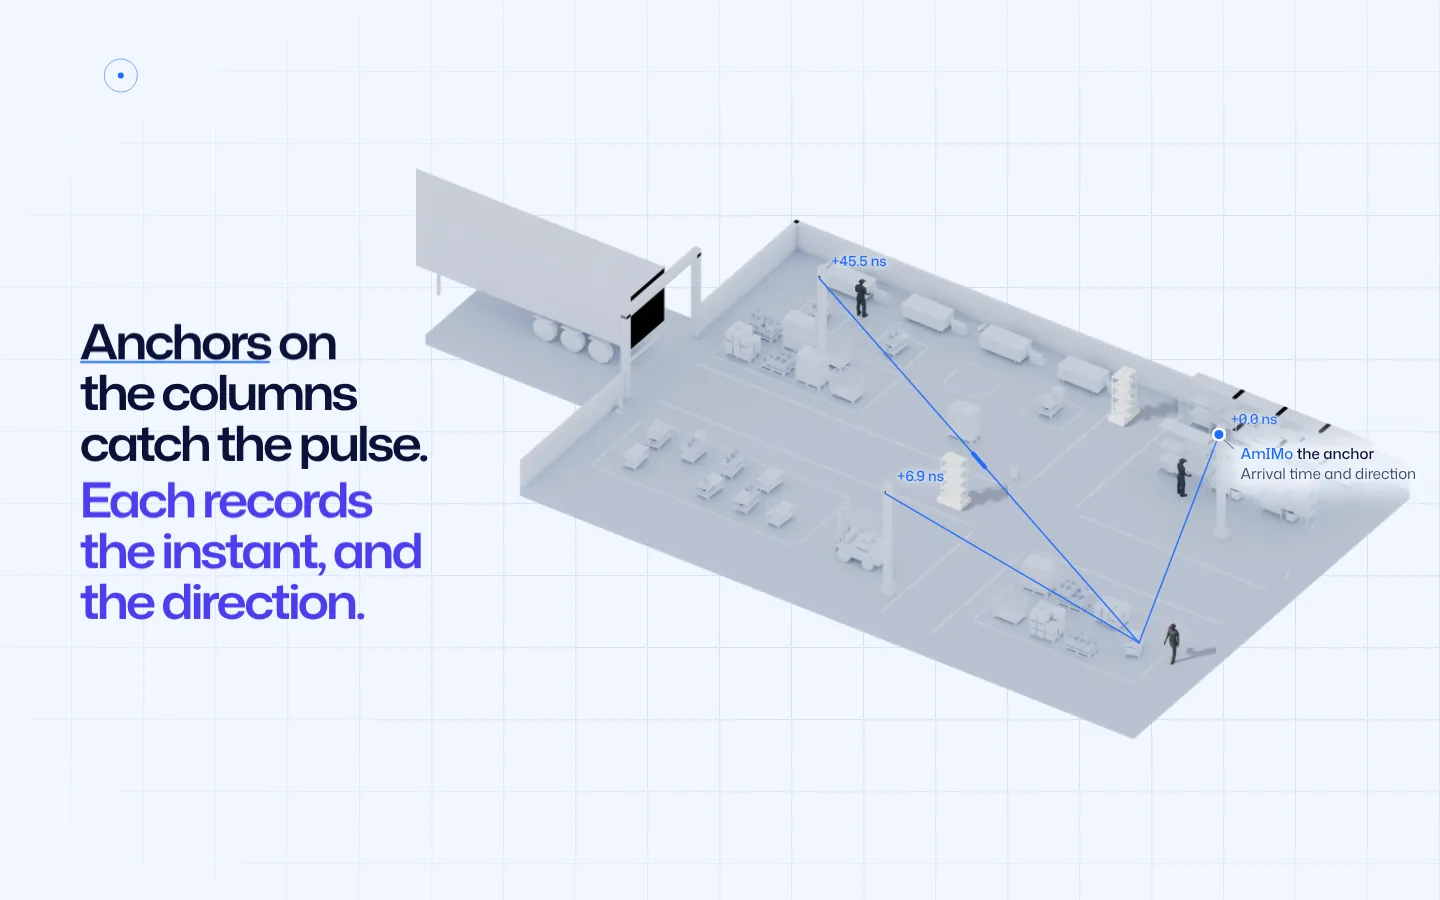 Anchors on
the columns
catch the pulse.
Each records
the instant, and
the direction.
+45.5 ns
+6.9 ns
+0.0 ns
AmIMo the anchor
Arrival time and direction